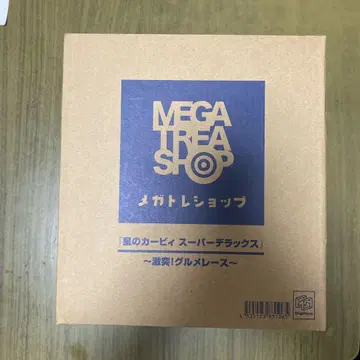 MEGA
TREA
SHOP
メガトレショップ
『星のカービィ スーパーデラックス』
〜激突!グルメレース〜